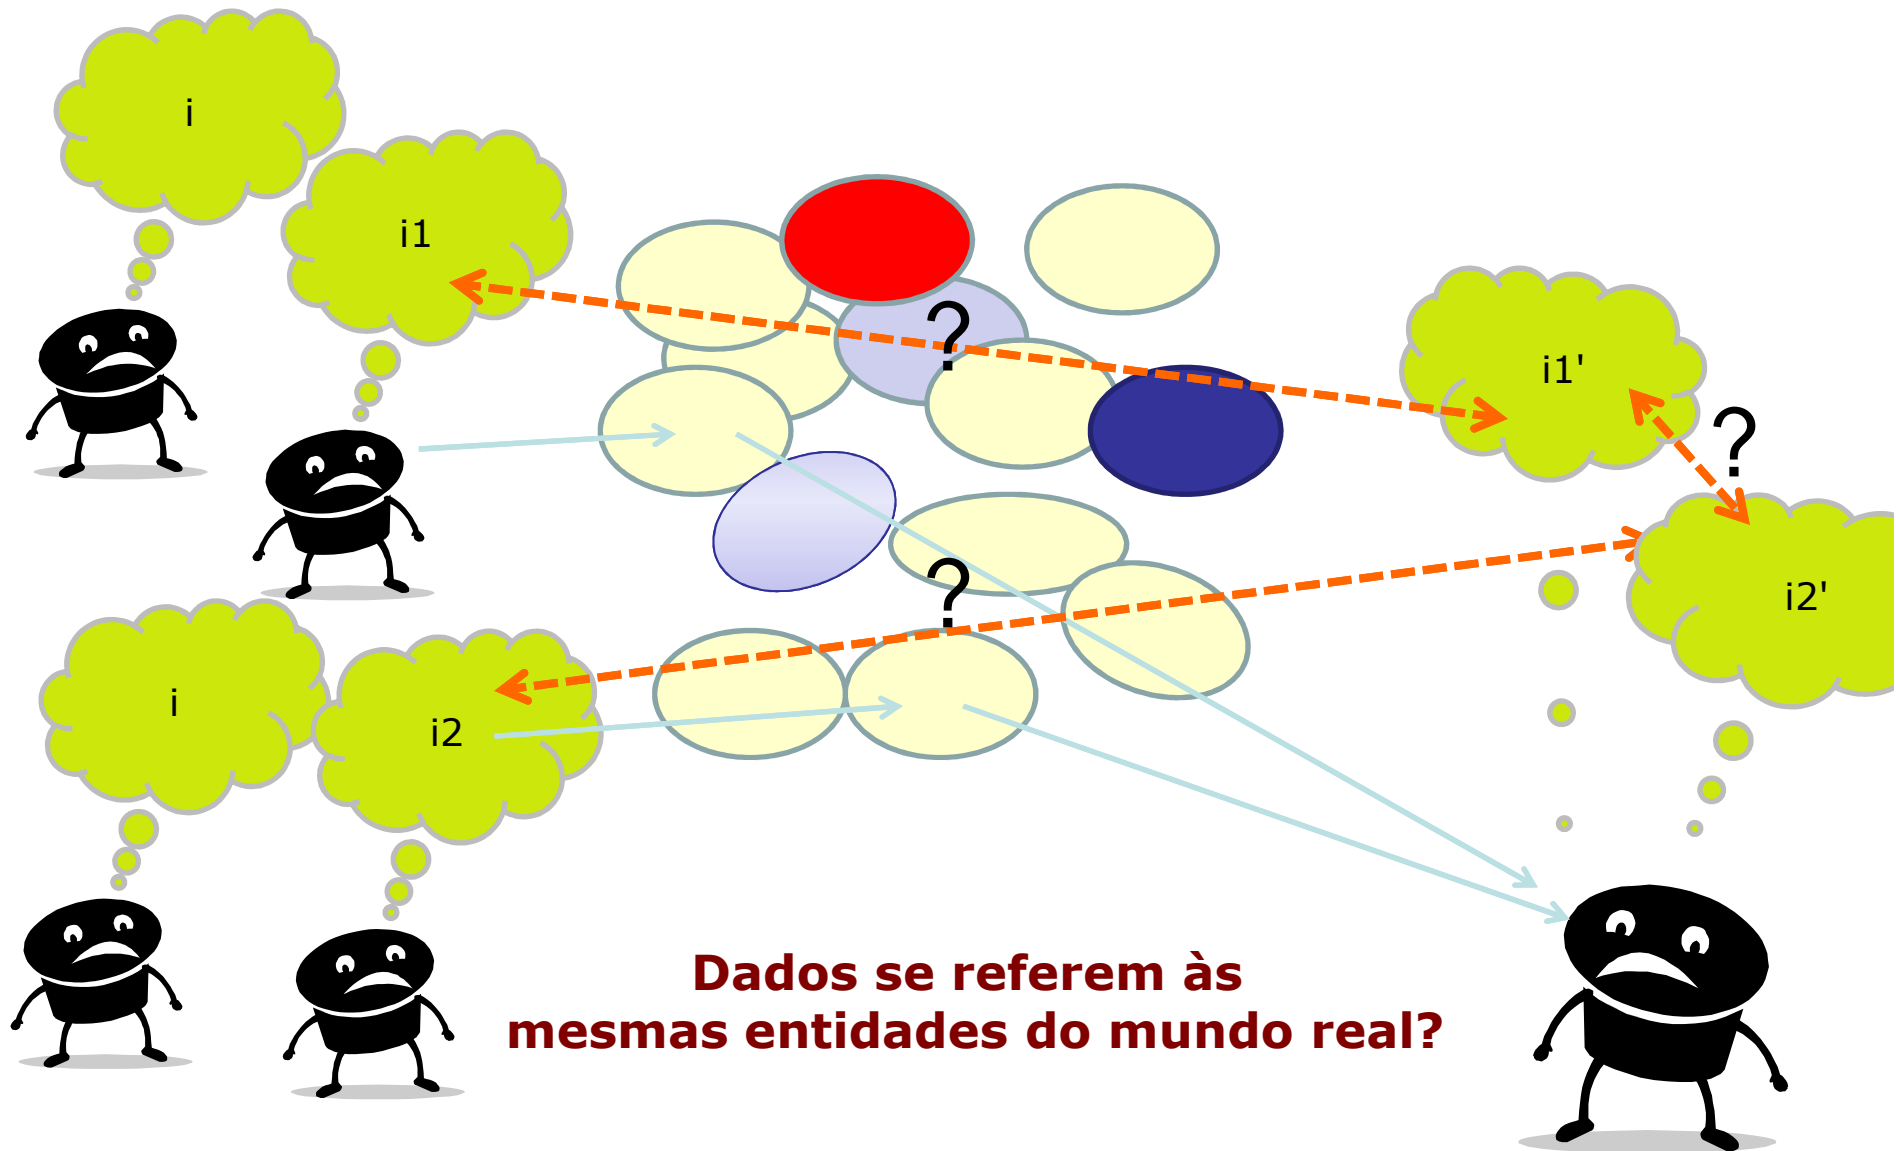 i
i1
?
i1'
?
i2'
?
i
i2
Dados se referem às
mesmas entidades do mundo real?